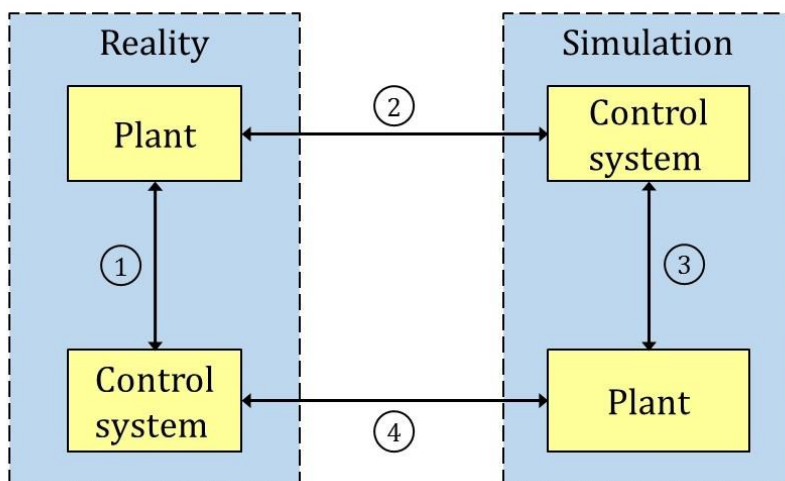 Reality
Simulation
Plant
②
Control
system
①
③
Control
system
④
Plant